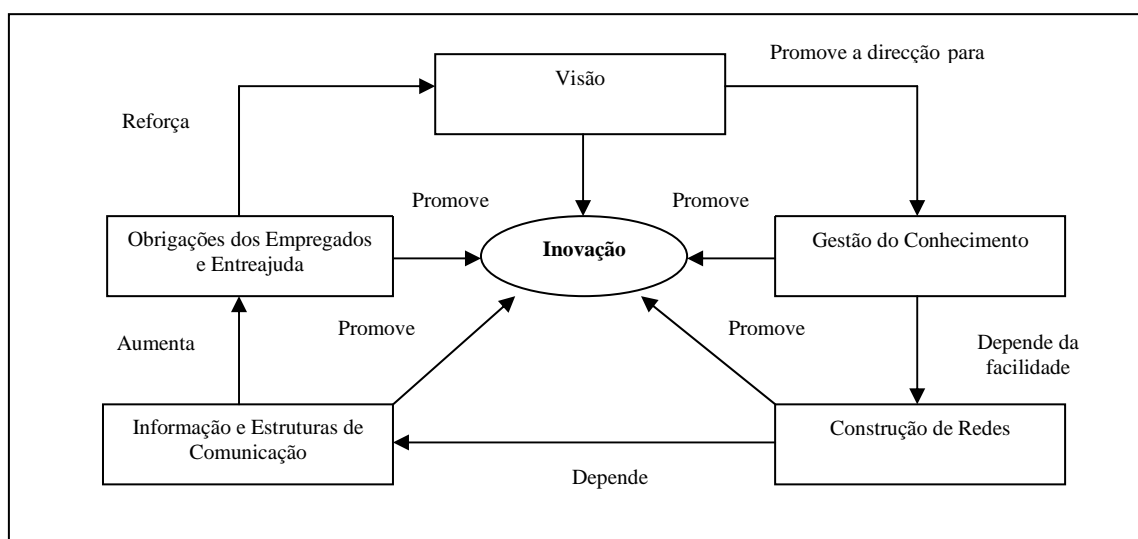 Promove a direcção para
Visão
Reforça
Promove
Promove
Obrigações dos Empregados
e Entreajuda
Inovação
Gestão do Conhecimento
Aumenta
Promove
Promove
Depende da
facilidade
Informação e Estruturas de
Comunicação
Construção de Redes
Depende